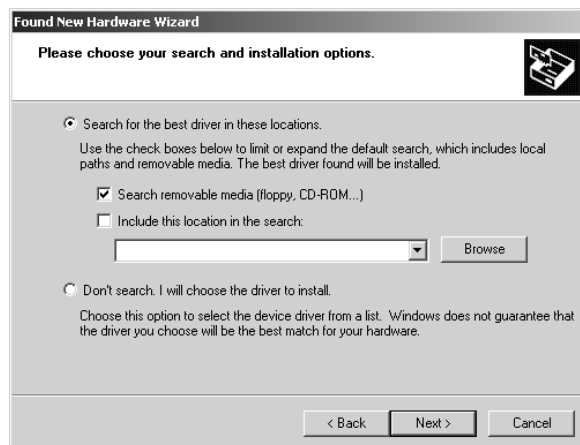 Found New Hardware Wizard
Please choose your search and installation options.
Search for the best driver in these locations.
Use the check boxes below to limit or expand the default search, which includes local
paths and removable media. The best driver found will be installed.
Search removable media (floppy, CD-ROM...)
Include this location in the search:
Browse
Don't search. I will choose the driver to install.
Choose this option to select the device driver from a list. Windows does not guarantee that
the driver you choose will be the best match for your hardware.
< Back Next > Cancel